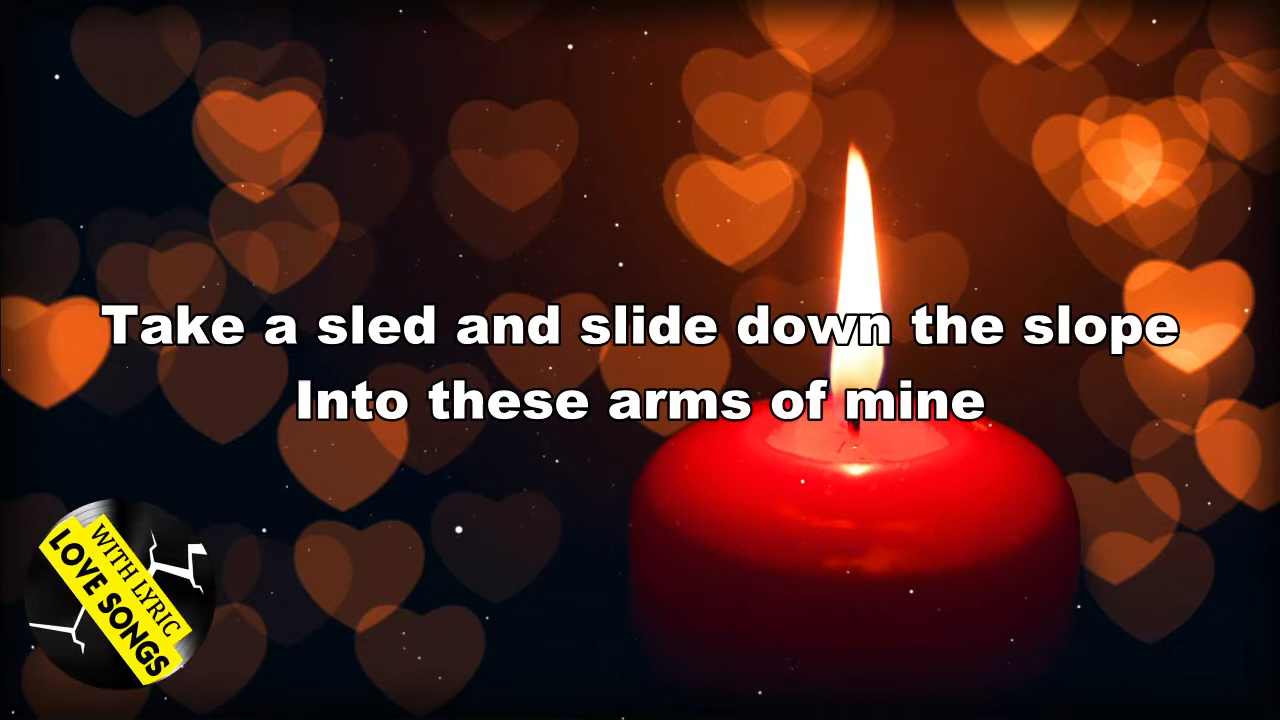 Take a sled and slide down the slope
Into these arms of mine
WITH LYRIC
LOVE SONGS